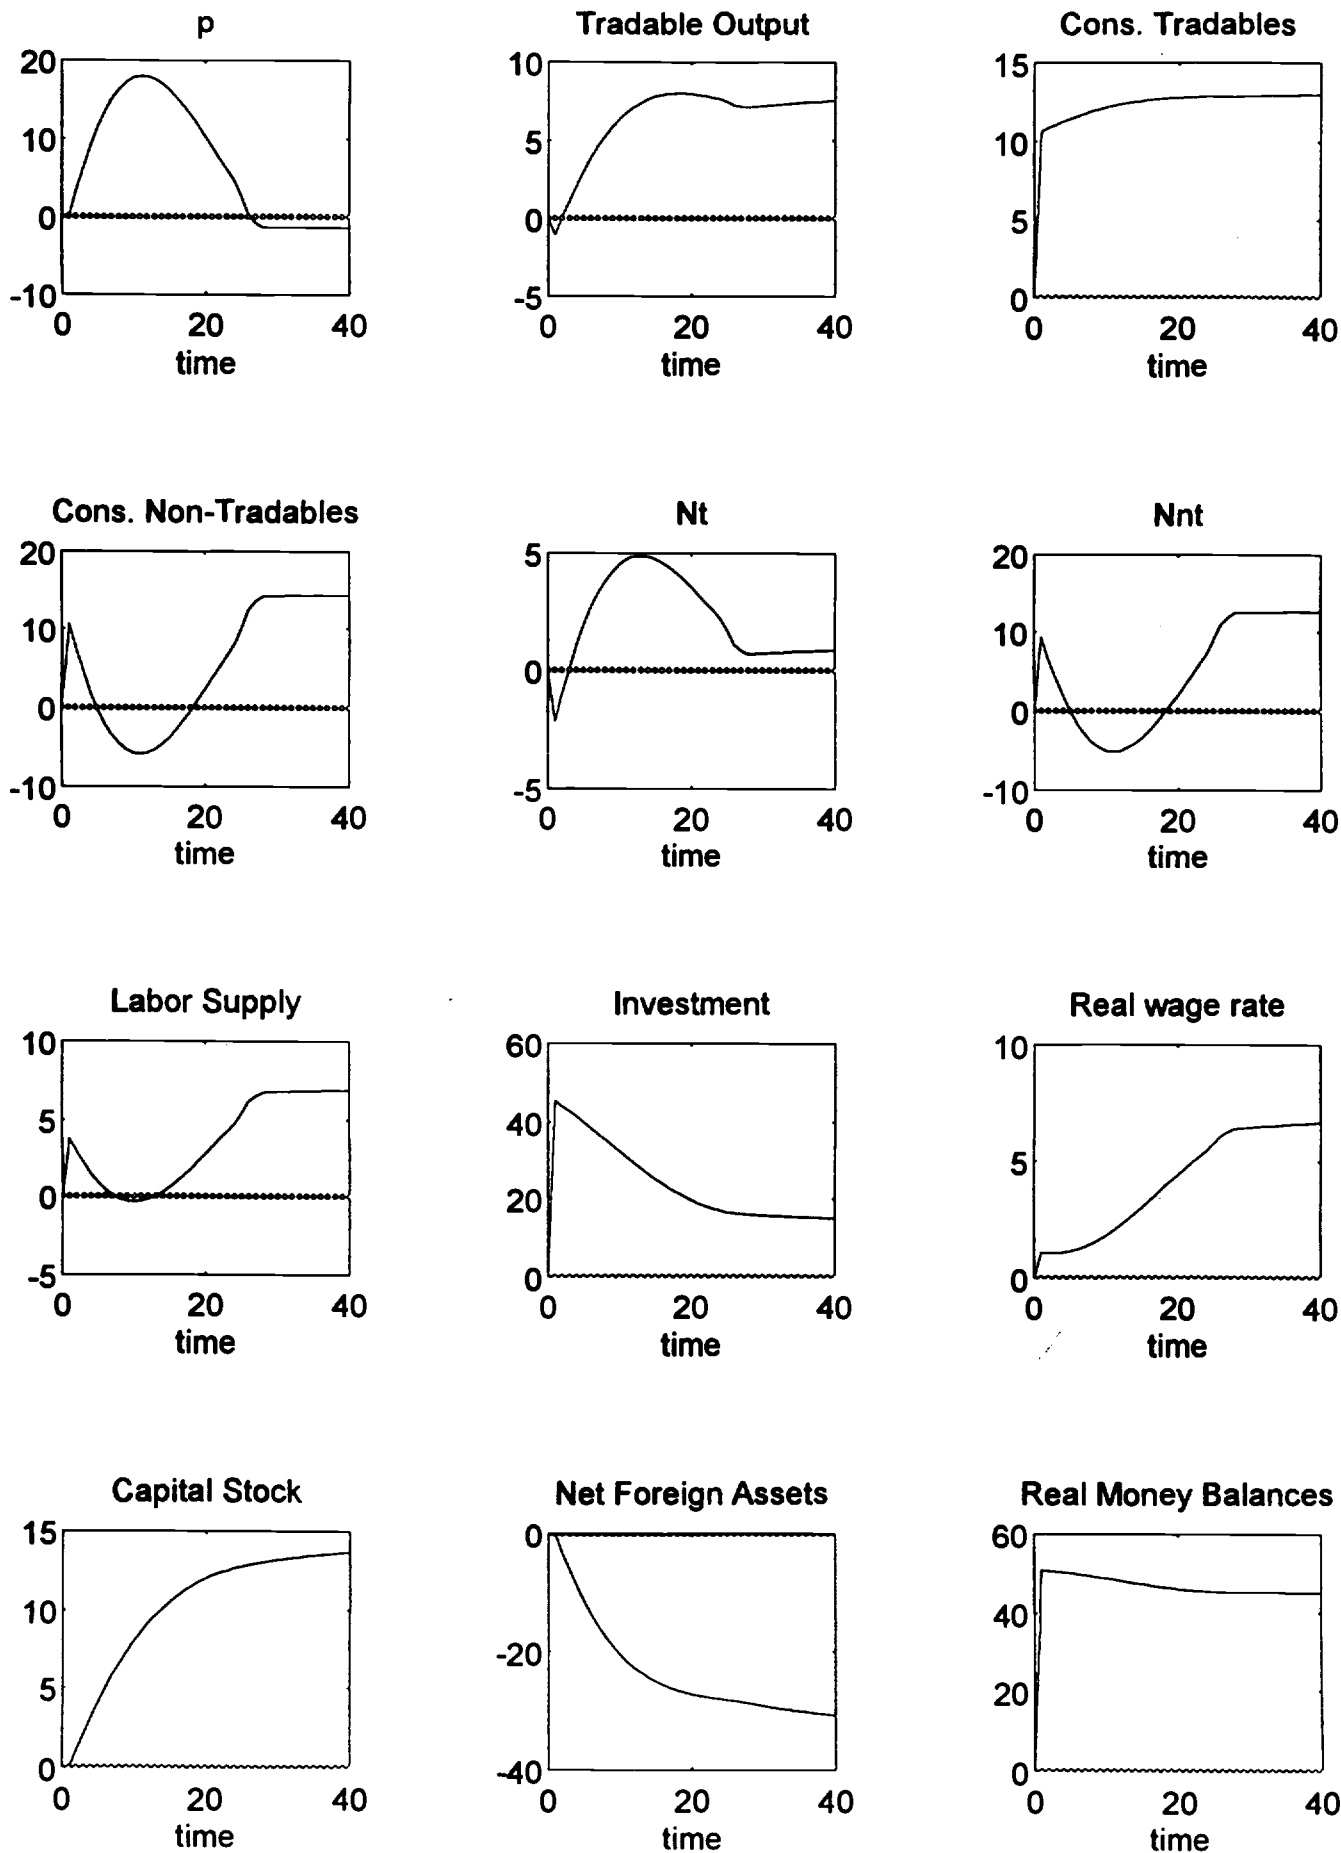 p
20
10
0
-10
0 20 40
time
Tradable Output
10
5
0
-5
0 20 40
time
Cons. Tradables
15
10
5
0
0 20 40
time
Cons. Non-Tradables
20
10
0
-10
0 20 40
time
Nt
5
0
-5
0 20 40
time
Nnt
20
10
0
-10
0 20 40
time
Labor Supply
10
5
0
-5
0 20 40
time
Investment
60
40
20
0
0 20 40
time
Real wage rate
10
5
0
0 20 40
time
Capital Stock
15
10
5
0
0 20 40
time
Net Foreign Assets
0
-20
-40
0 20 40
time
Real Money Balances
60
40
20
0
0 20 40
time